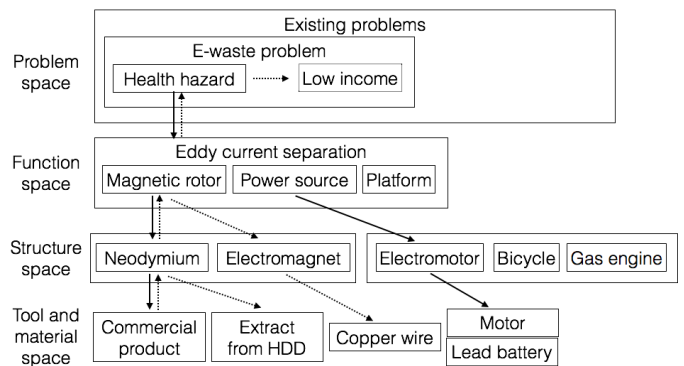 Existing problems
E-waste problem
Problem
space
Health hazard
Low income
Eddy current separation
Function
space
Magnetic rotor
Power source
Platform
Structure
space
Neodymium
Electromagnet
Electromotor
Bicycle
Gas engine
Tool and
material
space
Commercial
product
Extract
from HDD
Copper wire
Motor
Lead battery